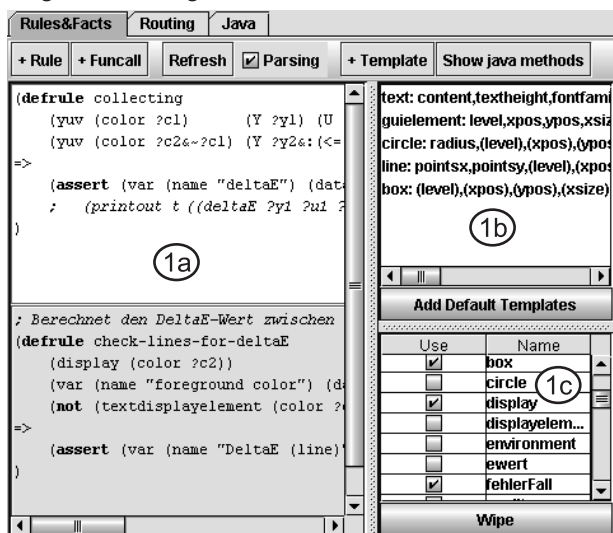 Rules&Facts Routing Java
+ Rule + Funcall Refresh Parsing + Template Show java methods
(defrule collecting
(yuv (color ?c1) (Y ?y1) (U
(yuv (color ?c2&~?c1) (Y ?y2&:(<=
=>
(assert (var (name "deltaE") (data
; (printout t ((deltaE ?y1 ?u1 ?
)
1a
; Berechnet den DeltaE-Wert zwischen
(defrule check-lines-for-deltaE
(display (color ?c2))
(var (name "foreground color") (da
(not (textdisplayelement (color ?c
=>
(assert (var (name "DeltaE (line)"
)
text: content,textheight,fontfami
guielement: level,xpos,ypos,xsiz
circle: radius,(level),(xpos),(ypos
line: pointsx,pointsy,(level),(xpos
box: (level),(xpos),(ypos),(xsize)
1b
Add Default Templates
Use Name
box
circle
display
displayelem...
environment
ewert
fehlerFall
1c
Wipe